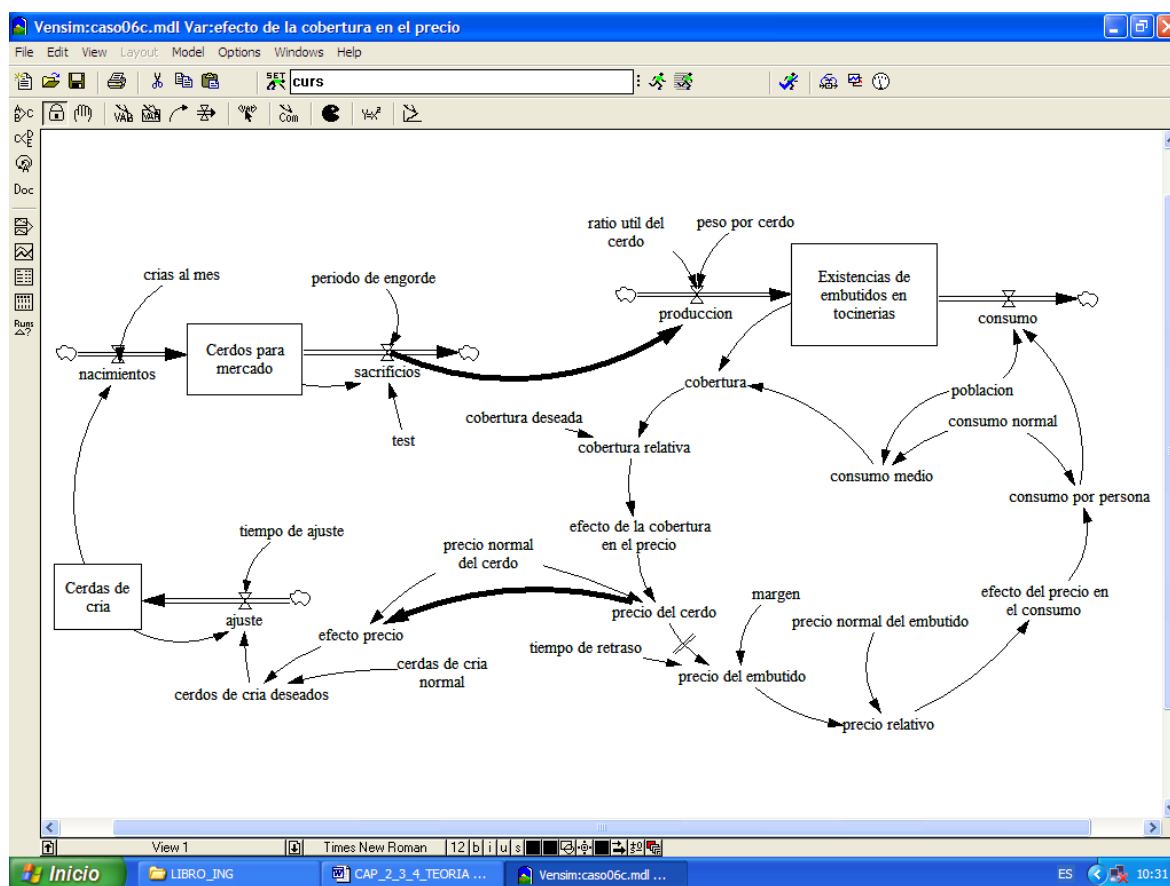 Vensim:caso06c.mdl Var:efecto de la cobertura en el precio
File Edit View Layout Model Options Windows Help
SET curs
VAB Com Y=X²
Doc
Runs
ratio util del
cerdo
peso por cerdo
crias al mes
periodo de engorde
Existencias de
embutidos en
tocinerias
produccion
consumo
Cerdos para
mercado
nacimientos
sacrificios
cobertura
poblacion
cobertura deseada
consumo normal
test
cobertura relativa
consumo medio
consumo por persona
efecto de la cobertura
en el precio
tiempo de ajuste
precio normal
del cerdo
Cerdas de
cria
ajuste
precio del cerdo
margen
efecto del precio en
el consumo
efecto precio
precio normal del embutido
tiempo de retraso
cerdas de cria
normal
precio del embutido
cerdos de cria deseados
precio relativo
View 1 Times New Roman 12 b i u s
Inicio LIBRO_ING CAP_2_3_4_TEORIA ... Vensim:caso06c.mdl ... ES 10:31